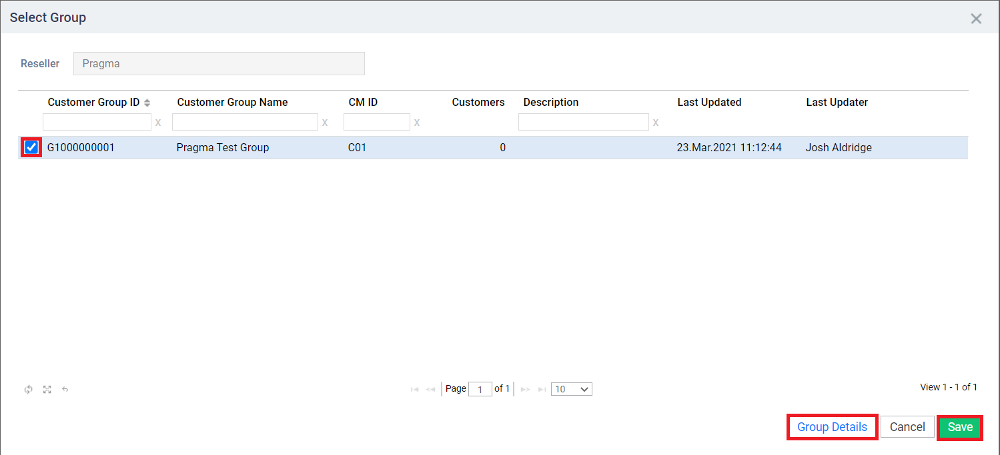 Select Group
Reseller Pragma
Customer Group ID Customer Group Name CM ID Customers Description Last Updated Last Updater
X X X X
G1000000001 Pragma Test Group C01 0 23.Mar.2021 11:12:44 Josh Aldridge
Page 1 of 1 10 View 1 - 1 of 1
Group Details Cancel Save